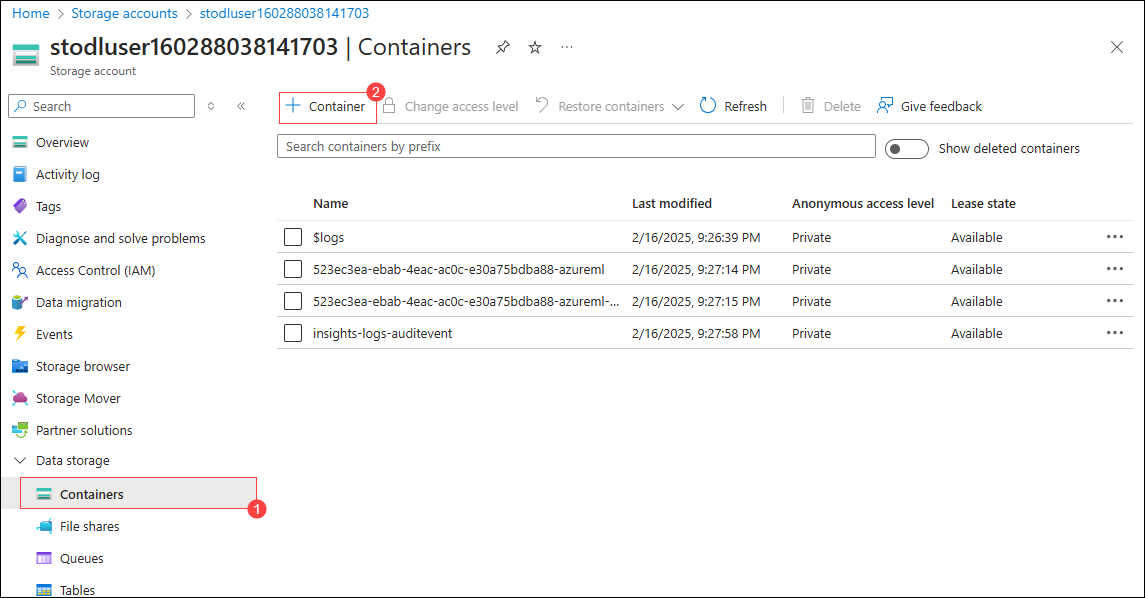 Home > Storage accounts > stodluser160288038141703
stodluser160288038141703 | Containers
Storage account
Search
Overview
Activity log
Tags
Diagnose and solve problems
Access Control (IAM)
Data migration
Events
Storage browser
Storage Mover
Partner solutions
Data storage
Containers
1
File shares
Queues
Tables
+ Container
2
Change access level
Restore containers
Refresh
Delete
Give feedback
Search containers by prefix
Show deleted containers
Name Last modified Anonymous access level Lease state
$logs 2/16/2025, 9:26:39 PM Private Available
523ec3ea-ebab-4eac-ac0c-e30a75bdba88-azureml 2/16/2025, 9:27:14 PM Private Available
523ec3ea-ebab-4eac-ac0c-e30a75bdba88-azureml-... 2/16/2025, 9:27:15 PM Private Available
insights-logs-auditevent 2/16/2025, 9:27:58 PM Private Available